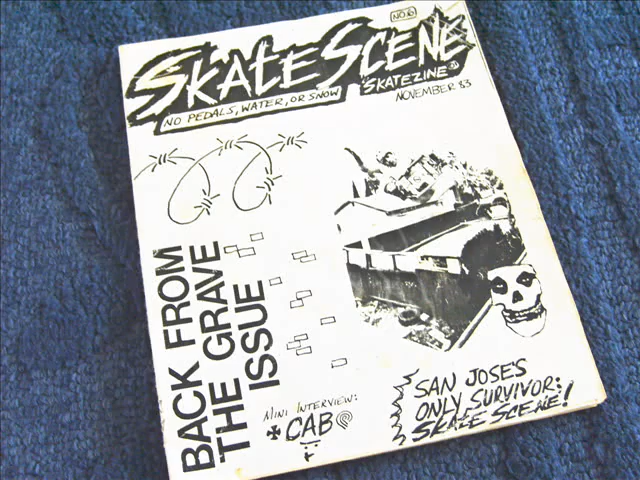 NO.6
SKATE SCENE
"SKATEZINE"
NO PEDALS, WATER, OR SNOW
NOVEMBER 83
BACK FROM
THE GRAVE
ISSUE
MINI INTERVIEW:
CAB
SAN JOSE'S
ONLY SURVIVOR:
SKATE SCENE!